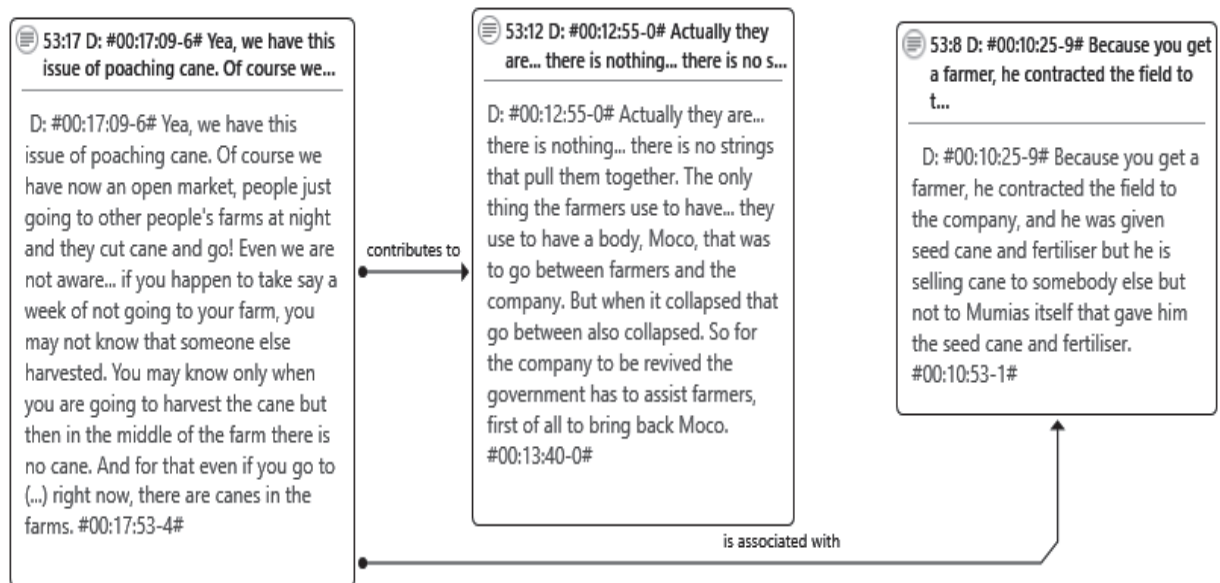 53:17 D: #00:17:09-6# Yea, we have this
issue of poaching cane. Of course we...
D: #00:17:09-6# Yea, we have this
issue of poaching cane. Of course we
have now an open market, people just
going to other people's farms at night
and they cut cane and go! Even we are
not aware... if you happen to take say a
week of not going to your farm, you
may not know that someone else
harvested. You may know only when
you are going to harvest the cane but
then in the middle of the farm there is
no cane. And for that even if you go to
(...) right now, there are canes in the
farms. #00:17:53-4#
contributes to
53:12 D: #00:12:55-0# Actually they
are... there is nothing... there is no s...
D: #00:12:55-0# Actually they are...
there is nothing... there is no strings
that pull them together. The only
thing the farmers use to have... they
use to have a body, Moco, that was
to go between farmers and the
company. But when it collapsed that
go between also collapsed. So for
the company to be revived the
government has to assist farmers,
first of all to bring back Moco.
#00:13:40-0#
is associated with
53:8 D: #00:10:25-9# Because you get
a farmer, he contracted the field to
t...
D: #00:10:25-9# Because you get a
farmer, he contracted the field to
the company, and he was given
seed cane and fertiliser but he is
selling cane to somebody else but
not to Mumias itself that gave him
the seed cane and fertiliser.
#00:10:53-1#